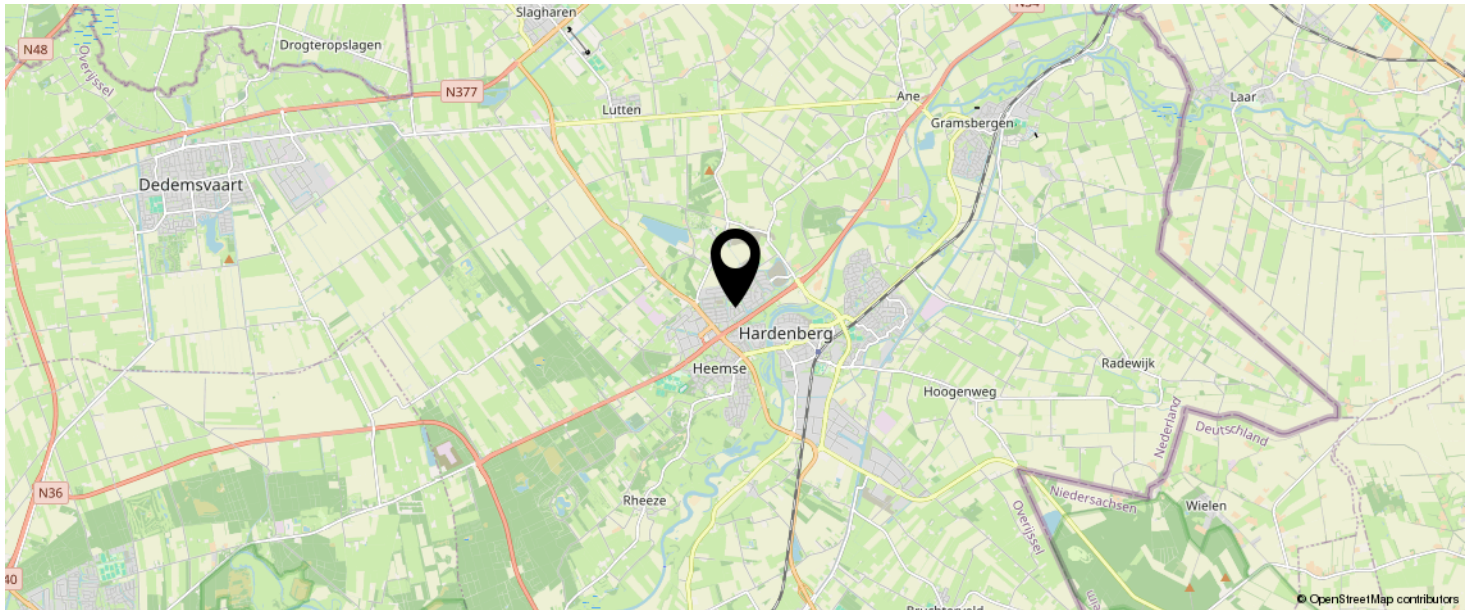 Slagharen
N34
N48
Drogteropslagen
Overijssel
N377
Ane
Laar
Lutten
Gramsbergen
Dedemsvaart
Hardenberg
Heemse
Radewijk
Hoogenweg
Nederland
Deutschland
N36
Rheeze
Niedersachsen
Wielen
Overijssel
40
Bruchterveld
© OpenStreetMap contributors